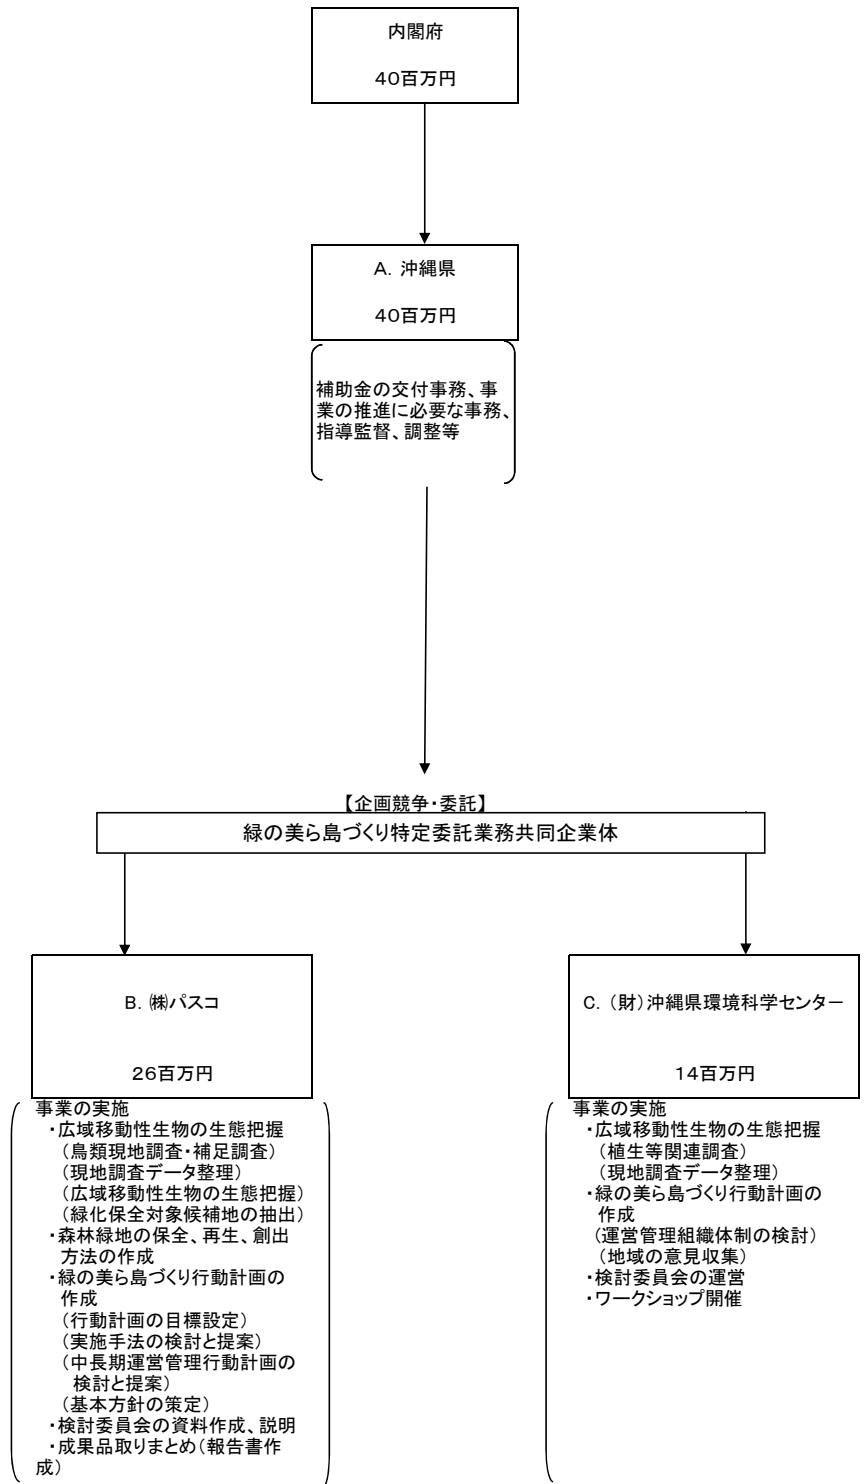 内閣府
40百万円
A. 沖縄県
40百万円
補助金の交付事務、事
業の推進に必要な事務、
指導監督、調整等
【企画競争・委託】
緑の美ら島づくり特定委託業務共同企業体
B. ㈱パスコ
26百万円
事業の実施
・広域移動性生物の生態把握
（鳥類現地調査・補足調査）
（現地調査データ整理）
（広域移動性生物の生態把握）
（緑化保全対象候補地の抽出）
・森林緑地の保全、再生、創出
方法の作成
・緑の美ら島づくり行動計画の
作成
（行動計画の目標設定）
（実施手法の検討と提案）
（中長期運営管理行動計画の
検討と提案）
（基本方針の策定）
・検討委員会の資料作成、説明
・成果品取りまとめ（報告書作
成）
C. （財）沖縄県環境科学センター
14百万円
事業の実施
・広域移動性生物の生態把握
（植生等関連調査）
（現地調査データ整理）
・緑の美ら島づくり行動計画の
作成
（運営管理組織体制の検討）
（地域の意見収集）
・検討委員会の運営
・ワークショップ開催